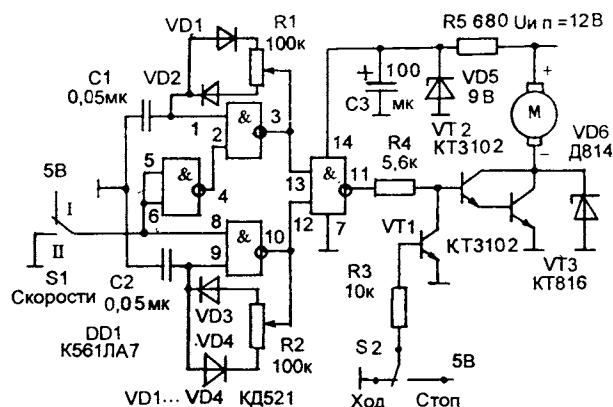 VD1
R1
100к
R5 680 Uи п =12В
C1
0,05мк
VD2
&
1
2
3
+
100
C3
мк
VD5
9 В
+
М
−
VT 2
КТ3102
VD6
Д814
14
R4
5,6к
5В
I
II
5
6
&
4
13
12
&
11
7
8
9
&
10
VT1
КТ3102
VT3
КТ816
S1
Скорости
C2
0,05 мк
VD3
VD4
R2
100к
R3
10к
DD1
К561ЛА7
S 2
5В
Ход
Стоп
VD1... VD4 КД521